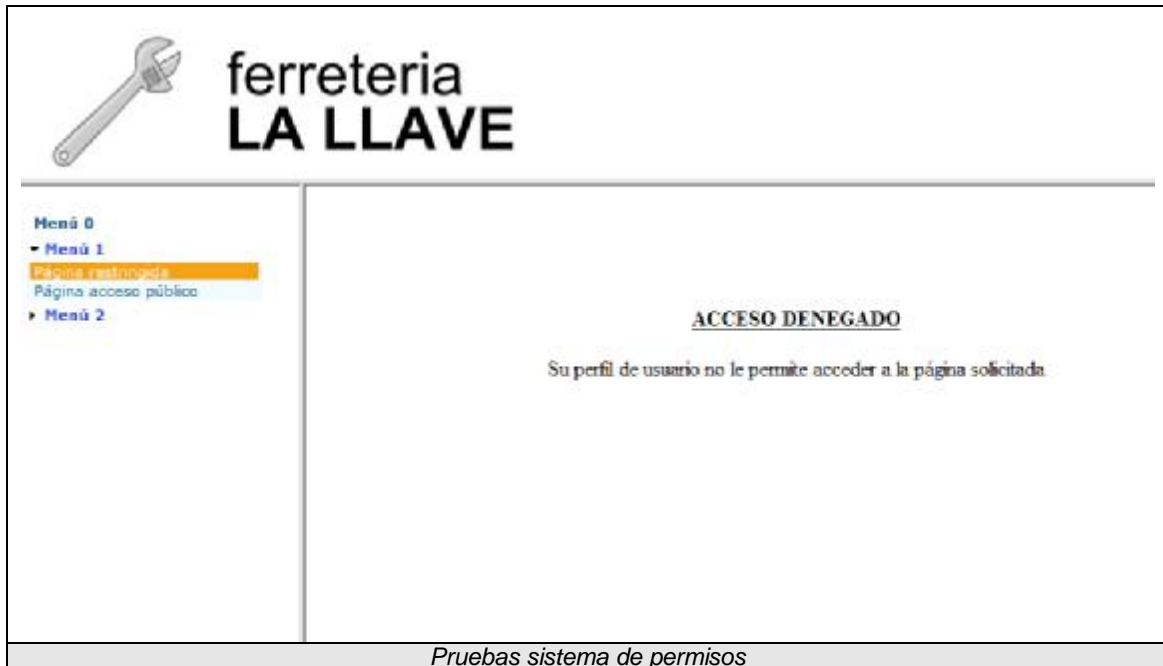 ferreteria
LA LLAVE
Menú 0
Menú 1
Página restringida
Página acceso público
Menú 2
ACCESO DENEGADO
Su perfil de usuario no le permite acceder a la página solicitada
Pruebas sistema de permisos